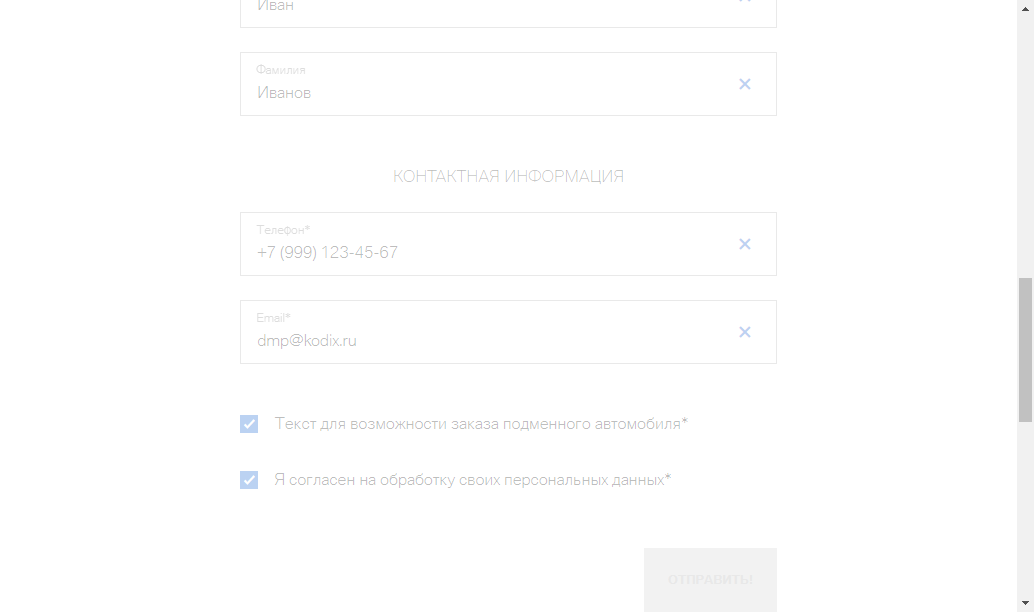 Иван
Фамилия
Иванов
КОНТАКТНАЯ ИНФОРМАЦИЯ
Телефон*
+7 (999) 123-45-67
Email*
dmp@kodix.ru
Текст для возможности заказа подменного автомобиля*
Я согласен на обработку своих персональных данных*
ОТПРАВИТЬ!